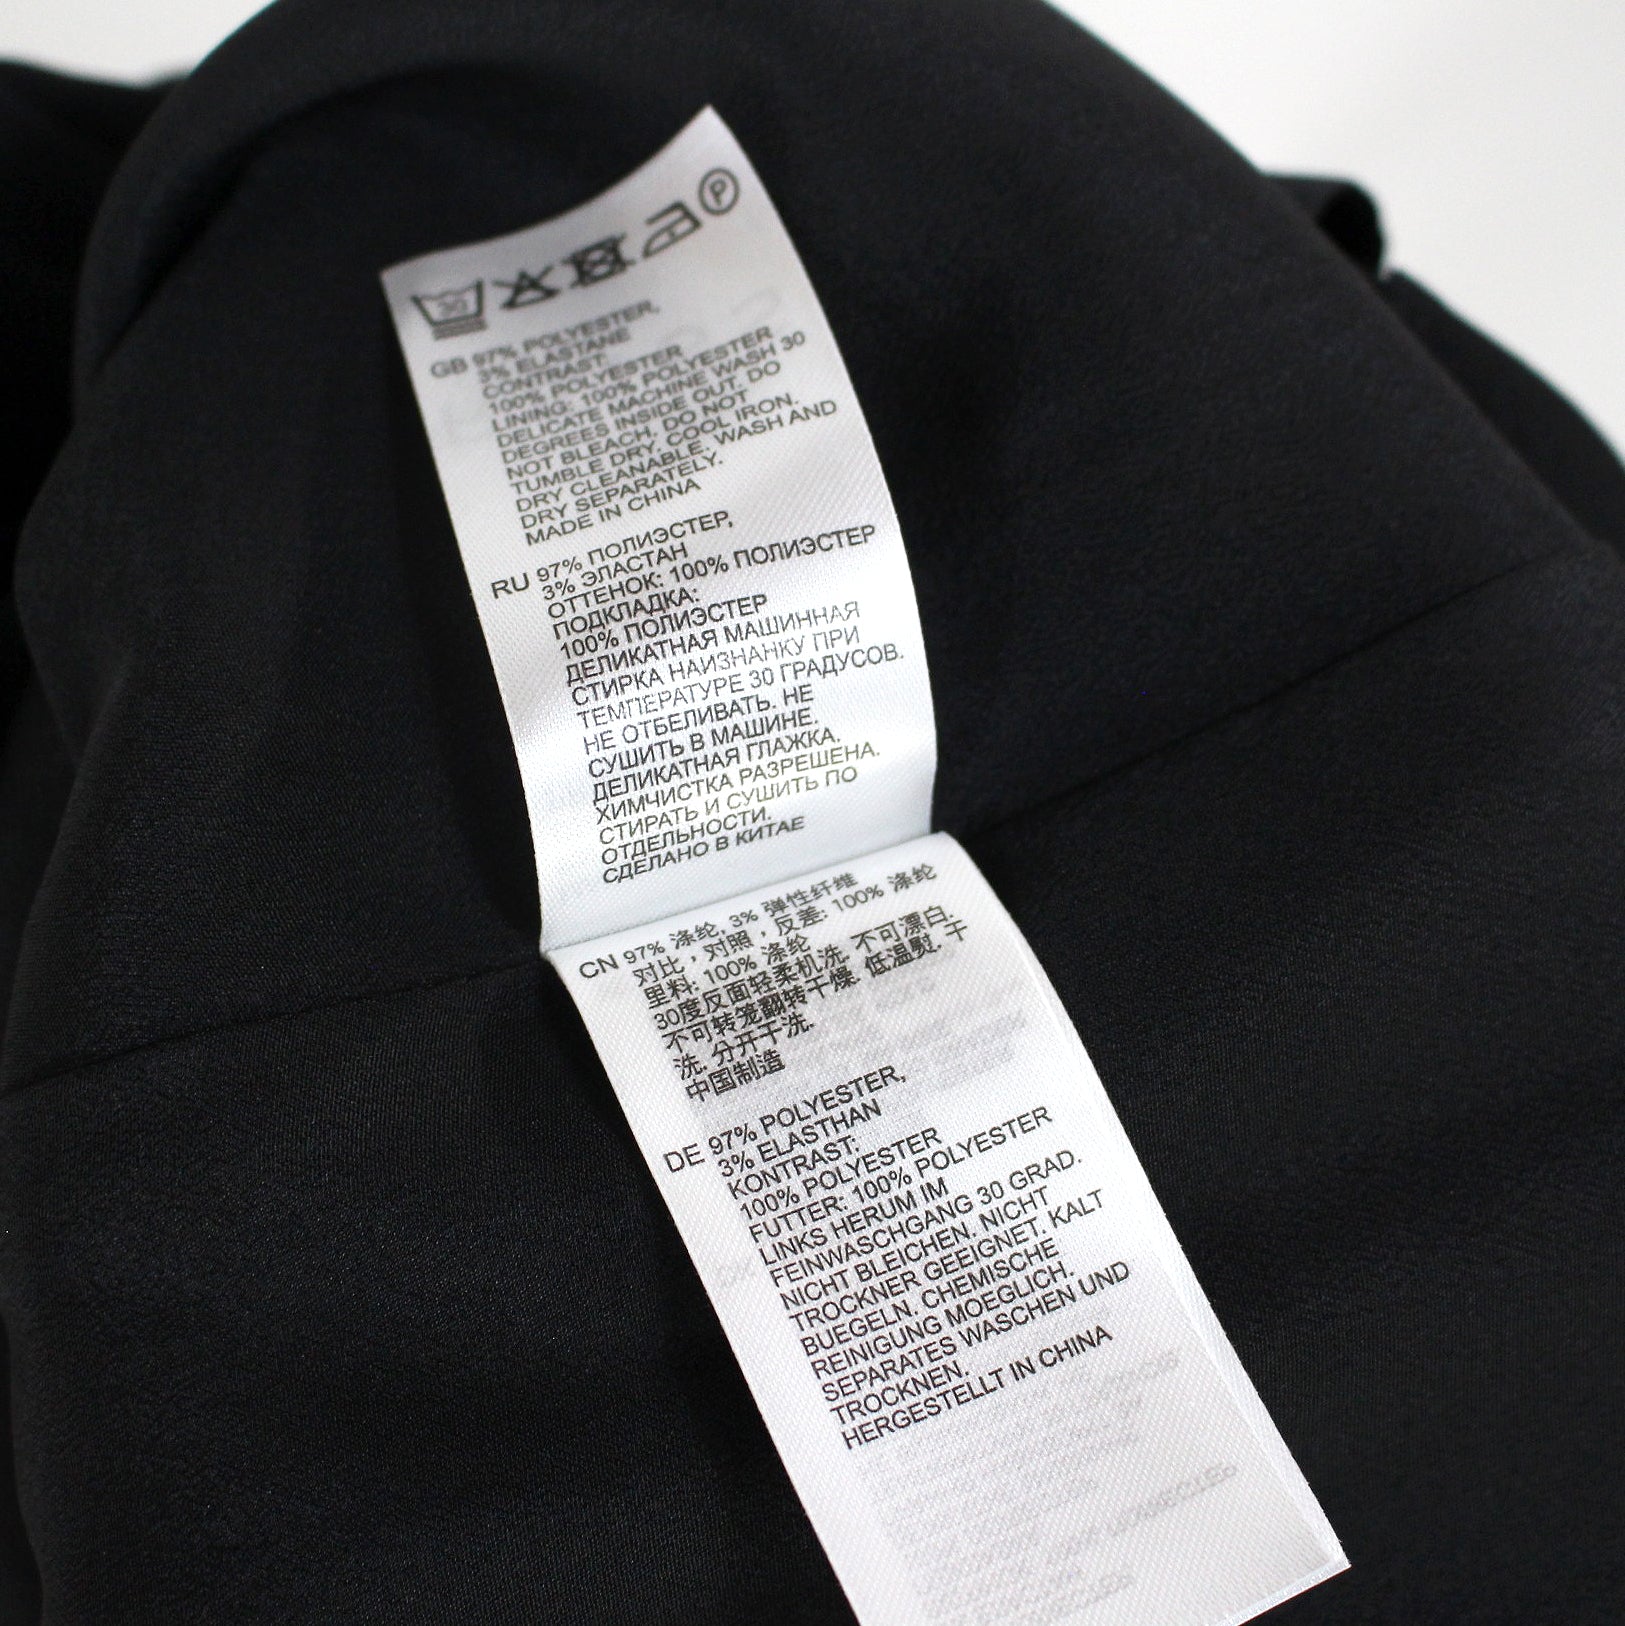 30
P
GB 97% POLYESTER,
3% ELASTANE
CONTRAST:
100% POLYESTER
LINING: 100% POLYESTER
DELICATE MACHINE WASH 30
DEGREES INSIDE OUT. DO
NOT BLEACH. DO NOT
TUMBLE DRY. COOL IRON.
DRY CLEANABLE. WASH AND
DRY SEPARATELY.
MADE IN CHINA
RU 97% ПОЛИЭСТЕР,
3% ЭЛАСТАН
ОТТЕНОК: 100% ПОЛИЭСТЕР
ПОДКЛАДКА:
100% ПОЛИЭСТЕР
ДЕЛИКАТНАЯ МАШИННАЯ
СТИРКА НАИЗНАНКУ ПРИ
ТЕМПЕРАТУРЕ 30 ГРАДУСОВ.
НЕ ОТБЕЛИВАТЬ. НЕ
СУШИТЬ В МАШИНЕ.
ДЕЛИКАТНАЯ ГЛАЖКА.
ХИМЧИСТКА РАЗРЕШЕНА.
СТИРАТЬ И СУШИТЬ ПО
ОТДЕЛЬНОСТИ.
СДЕЛАНО В КИТАЕ
CN 97% 涤纶, 3% 弹性纤维
对比，对照，反差: 100% 涤纶
里料: 100% 涤纶
30度反面轻柔机洗. 不可漂白.
不可转笼翻转干燥. 低温熨. 干
洗. 分开干洗.
中国制造
DE 97% POLYESTER,
3% ELASTHAN
KONTRAST:
100% POLYESTER
FUTTER: 100% POLYESTER
LINKS HERUM IM
FEINWASCHGANG 30 GRAD.
NICHT BLEICHEN. NICHT
TROCKNER GEEIGNET. KALT
BUEGELN. CHEMISCHE
REINIGUNG MOEGLICH.
SEPARATES WASCHEN UND
TROCKNEN.
HERGESTELLT IN CHINA